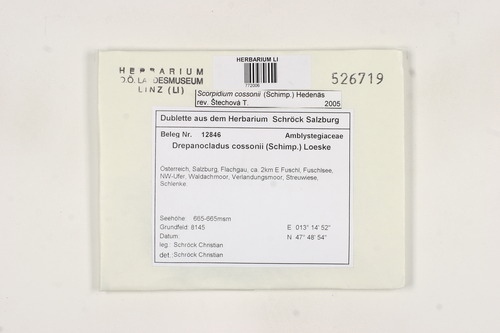 HERBARIUM
O.Ö. LANDESMUSEUM
LINZ (LI)
HERBARIUM LI
772006
526719
Scorpidium cossonii (Schimp.) Hedenäs
rev. Štechová T. 2005
Dublette aus dem Herbarium Schröck Salzburg
Beleg Nr. 12846 Amblystegiaceae
Drepanocladus cossonii (Schimp.) Loeske
Österreich, Salzburg, Flachgau, ca. 2km E Fuschl, Fuschlsee,
NW-Ufer, Waldachmoor, Verlandungsmoor, Streuwiese,
Schlenke.
Seehöhe 665-665msm
Grundfeld: 8145 E 013° 14' 52"
Datum: N 47° 48' 54"
leg.: Schröck Christian
det.: Schröck Christian